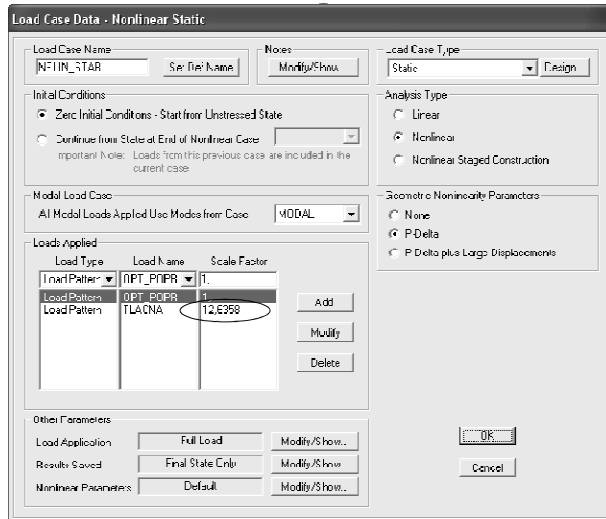 Load Case Data - Nonlinear Static
Load Case Name
NELIN_STAB
Set Def Name
Notes
Modify/Show...
Load Case Type
Static
Design...
Initial Conditions
Zero Initial Conditions - Start from Unstressed State
Continue from State at End of Nonlinear Case
Important Note: Loads from this previous case are included in the
current case
Analysis Type
Linear
Nonlinear
Nonlinear Staged Construction
Modal Load Case
All Modal Loads Applied Use Modes from Case
MODAL
Geometric Nonlinearity Parameters
None
P-Delta
P-Delta plus Large Displacements
Loads Applied
Load Type Load Name Scale Factor
Load Pattern OPT_POPR 1,
Load Pattern OPT_POPR 1,
Load Pattern TLACNA 12,6358
Add
Modify
Delete
Other Parameters
Load Application Full Load Modify/Show...
Results Saved Final State Only Modify/Show...
Nonlinear Parameters Default Modify/Show...
OK
Cancel